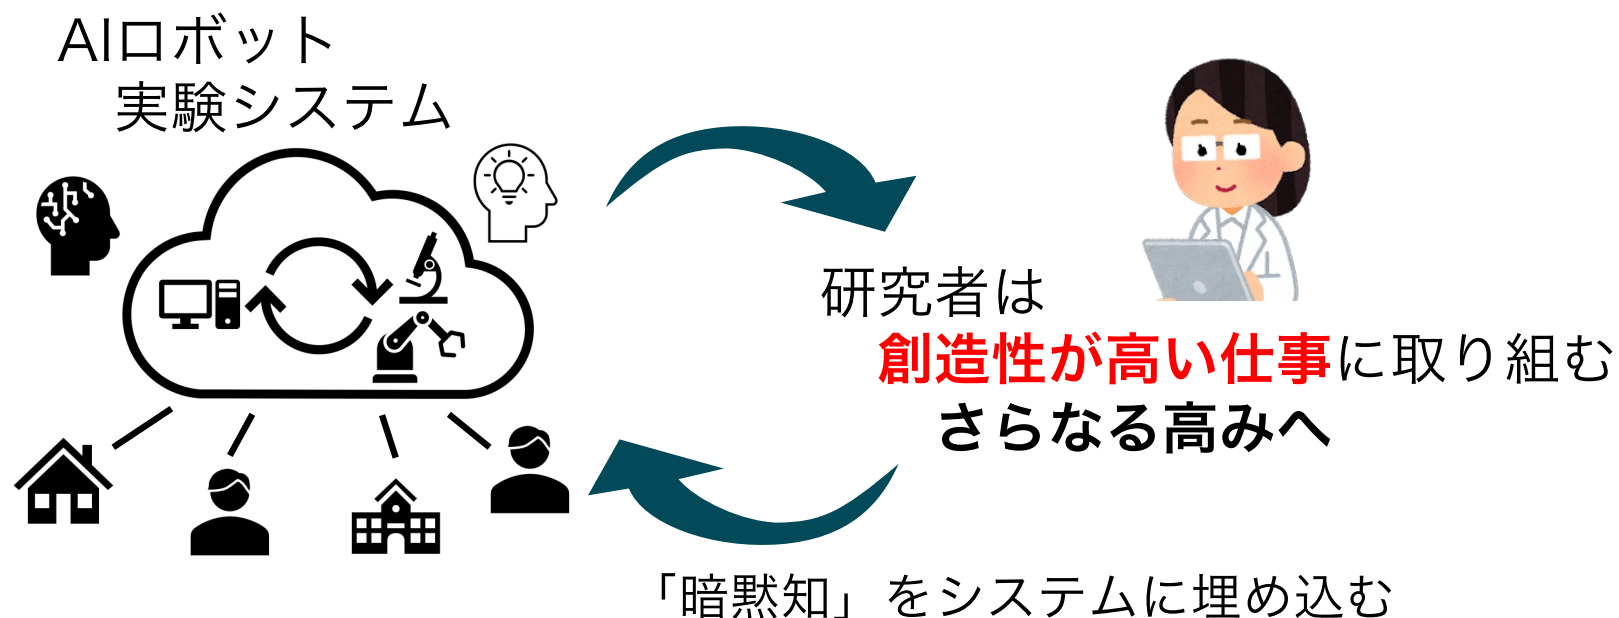 AIロボット
実験システム
研究者は
創造性が高い仕事に取り組む
さらなる高みへ
「暗黙知」をシステムに埋め込む